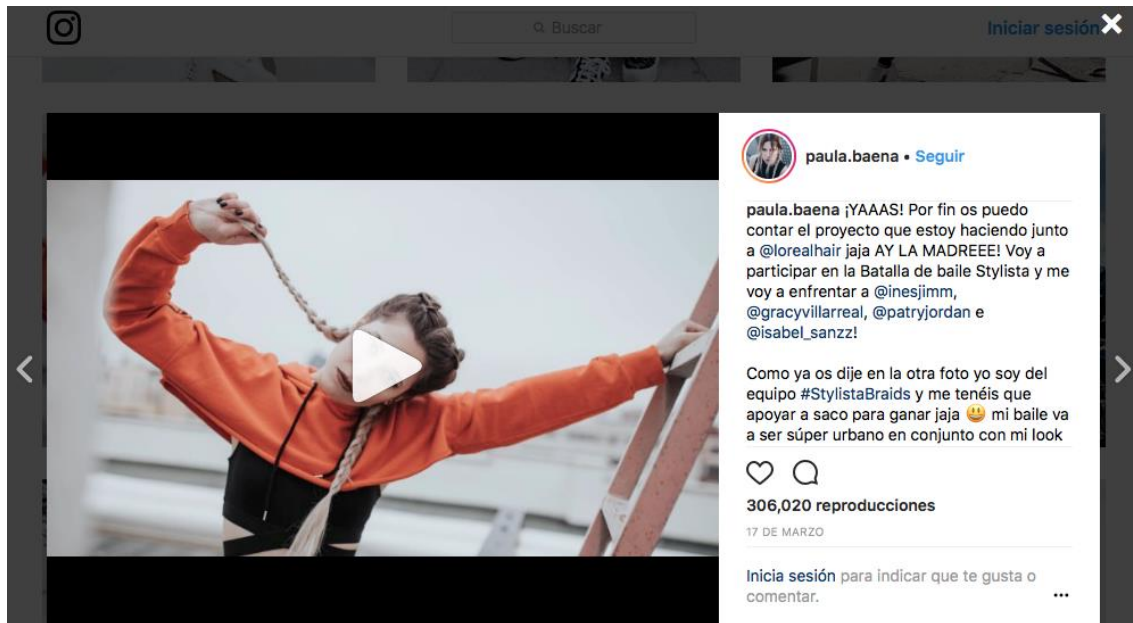 Buscar
Iniciar sesión
paula.baena • Seguir
paula.baena ¡YAAAS! Por fin os puedo
contar el proyecto que estoy haciendo junto
a @lorealhair jaja AY LA MADREEE! Voy a
participar en la Batalla de baile Stylista y me
voy a enfrentar a @inesjimm,
@gracyvillarreal, @patryjordan e
@isabel_sanzz!
Como ya os dije en la otra foto yo soy del
equipo #StylistaBraids y me tenéis que
apoyar a saco para ganar jaja 😃 mi baile va
a ser súper urbano en conjunto con mi look
306,020 reproducciones
17 DE MARZO
Inicia sesión para indicar que te gusta o
comentar.